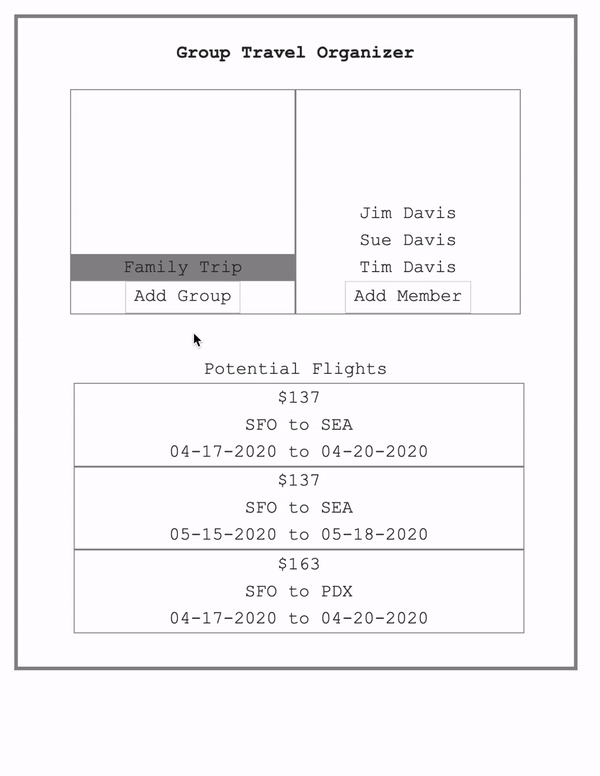 Group Travel Organizer
Jim Davis
Sue Davis
Family Trip
Tim Davis
Add Group
Add Member
Potential Flights
$137
SFO to SEA
04-17-2020 to 04-20-2020
$137
SFO to SEA
05-15-2020 to 05-18-2020
$163
SFO to PDX
04-17-2020 to 04-20-2020